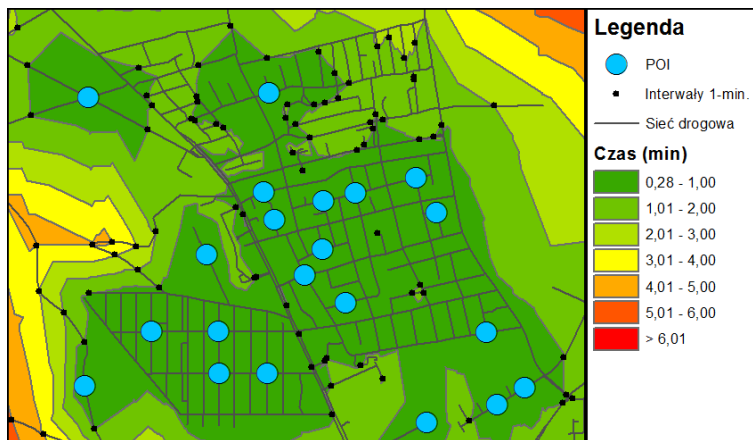 Legenda
POI
Interwały 1-min.
Sieć drogowa
Czas (min)
0,28 - 1,00
1,01 - 2,00
2,01 - 3,00
3,01 - 4,00
4,01 - 5,00
5,01 - 6,00
> 6,01